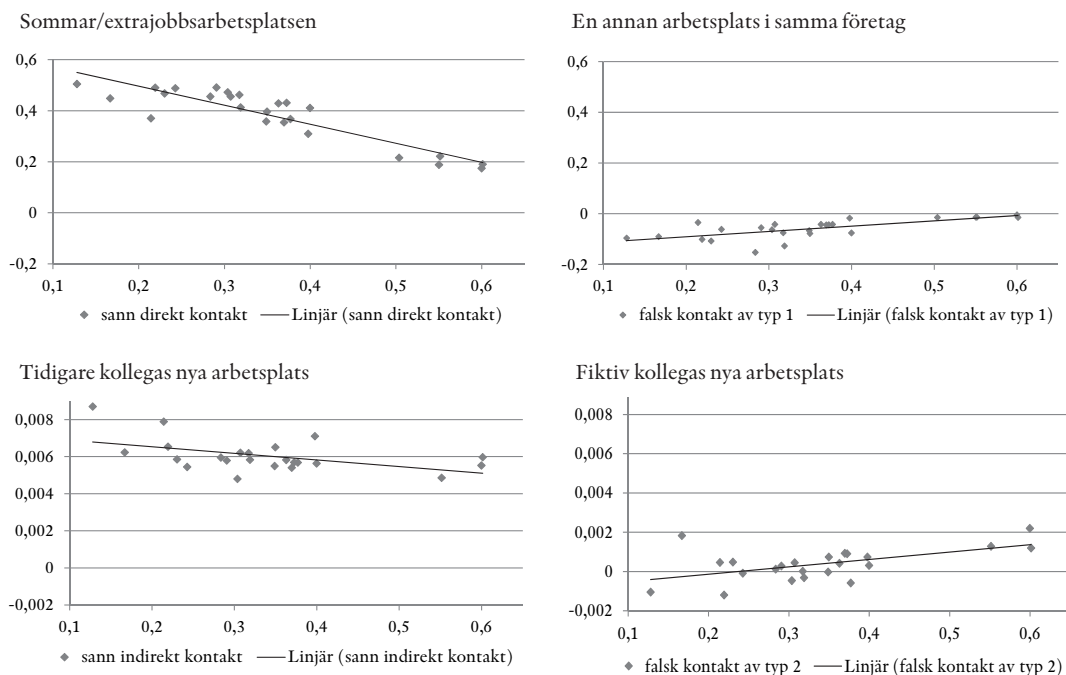 Sommar/extrajobbsarbetsplatsen
0,6
0,4
0,2
0
-0,2
0,1 0,2 0,3 0,4 0,5 0,6
sann direkt kontakt Linjär (sann direkt kontakt)
En annan arbetsplats i samma företag
0,6
0,4
0,2
0
-0,2
0,1 0,2 0,3 0,4 0,5 0,6
falsk kontakt av typ 1 Linjär (falsk kontakt av typ 1)
Tidigare kollegas nya arbetsplats
0,008
0,006
0,004
0,002
0
-0,002
0,1 0,2 0,3 0,4 0,5 0,6
sann indirekt kontakt Linjär (sann indirekt kontakt)
Fiktiv kollegas nya arbetsplats
0,008
0,006
0,004
0,002
0
-0,002
0,1 0,2 0,3 0,4 0,5 0,6
falsk kontakt av typ 2 Linjär (falsk kontakt av typ 2)